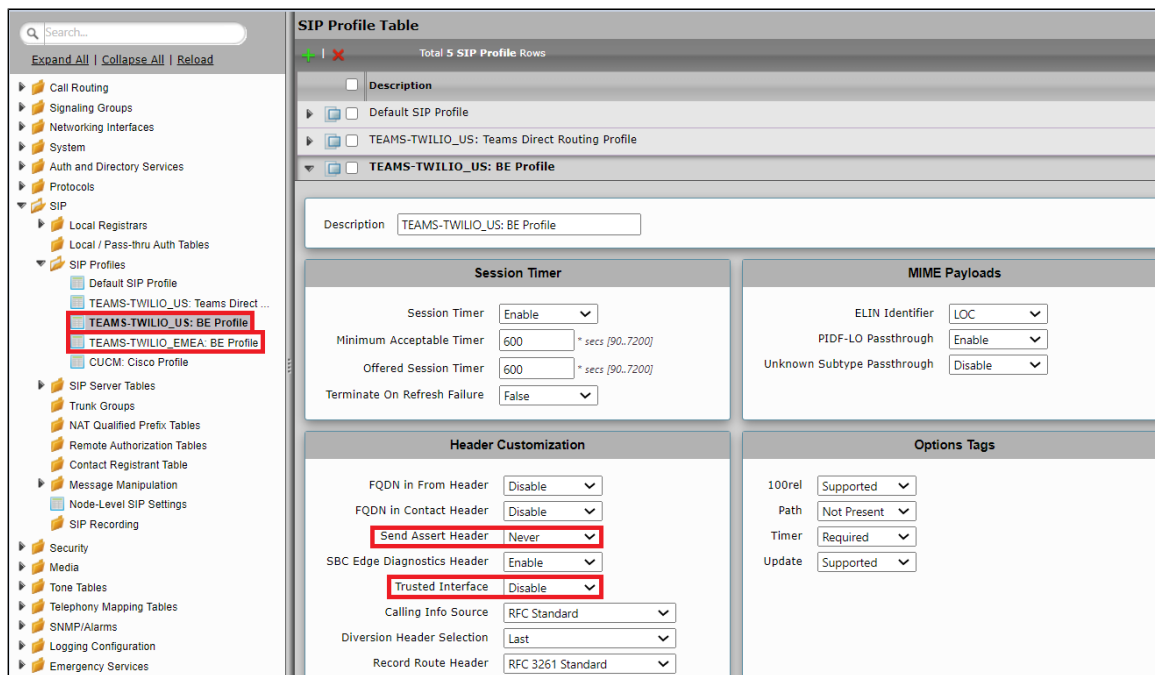 Search...
Expand All | Collapse All | Reload
Call Routing
Signaling Groups
Networking Interfaces
System
Auth and Directory Services
Protocols
SIP
Local Registrars
Local / Pass-thru Auth Tables
SIP Profiles
Default SIP Profile
TEAMS-TWILIO_US: Teams Direct ...
TEAMS-TWILIO_US: BE Profile
TEAMS-TWILIO_EMEA: BE Profile
CUCM: Cisco Profile
SIP Server Tables
Trunk Groups
NAT Qualified Prefix Tables
Remote Authorization Tables
Contact Registrant Table
Message Manipulation
Node-Level SIP Settings
SIP Recording
Security
Media
Tone Tables
Telephony Mapping Tables
SNMP/Alarms
Logging Configuration
Emergency Services
SIP Profile Table
Total 5 SIP Profile Rows
Description
Default SIP Profile
TEAMS-TWILIO_US: Teams Direct Routing Profile
TEAMS-TWILIO_US: BE Profile
Description TEAMS-TWILIO_US: BE Profile
Session Timer
Session Timer Enable
Minimum Acceptable Timer 600 * secs [90..7200]
Offered Session Timer 600 * secs [90..7200]
Terminate On Refresh Failure False
MIME Payloads
ELIN Identifier LOC
PIDF-LO Passthrough Enable
Unknown Subtype Passthrough Disable
Header Customization
FQDN in From Header Disable
FQDN in Contact Header Disable
Send Assert Header Never
SBC Edge Diagnostics Header Enable
Trusted Interface Disable
Calling Info Source RFC Standard
Diversion Header Selection Last
Record Route Header RFC 3261 Standard
Options Tags
100rel Supported
Path Not Present
Timer Required
Update Supported